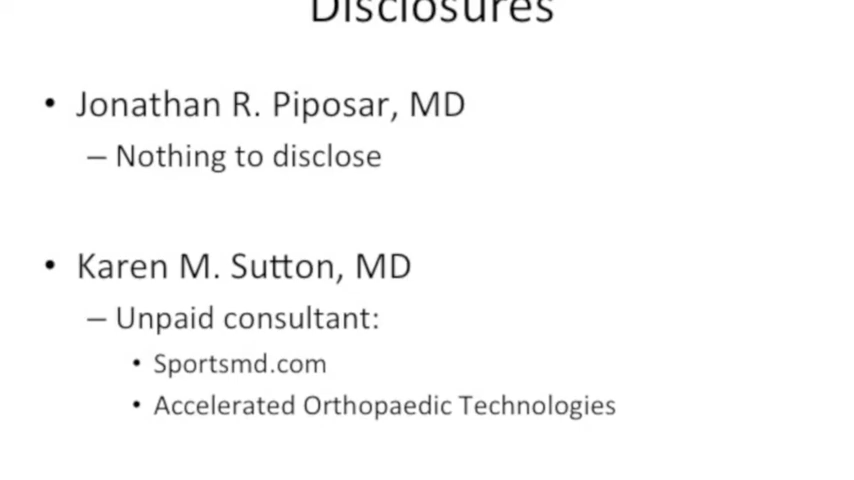 Disclosures
• Jonathan R. Piposar, MD
– Nothing to disclose
• Karen M. Sutton, MD
– Unpaid consultant:
• Sportsmd.com
• Accelerated Orthopaedic Technologies